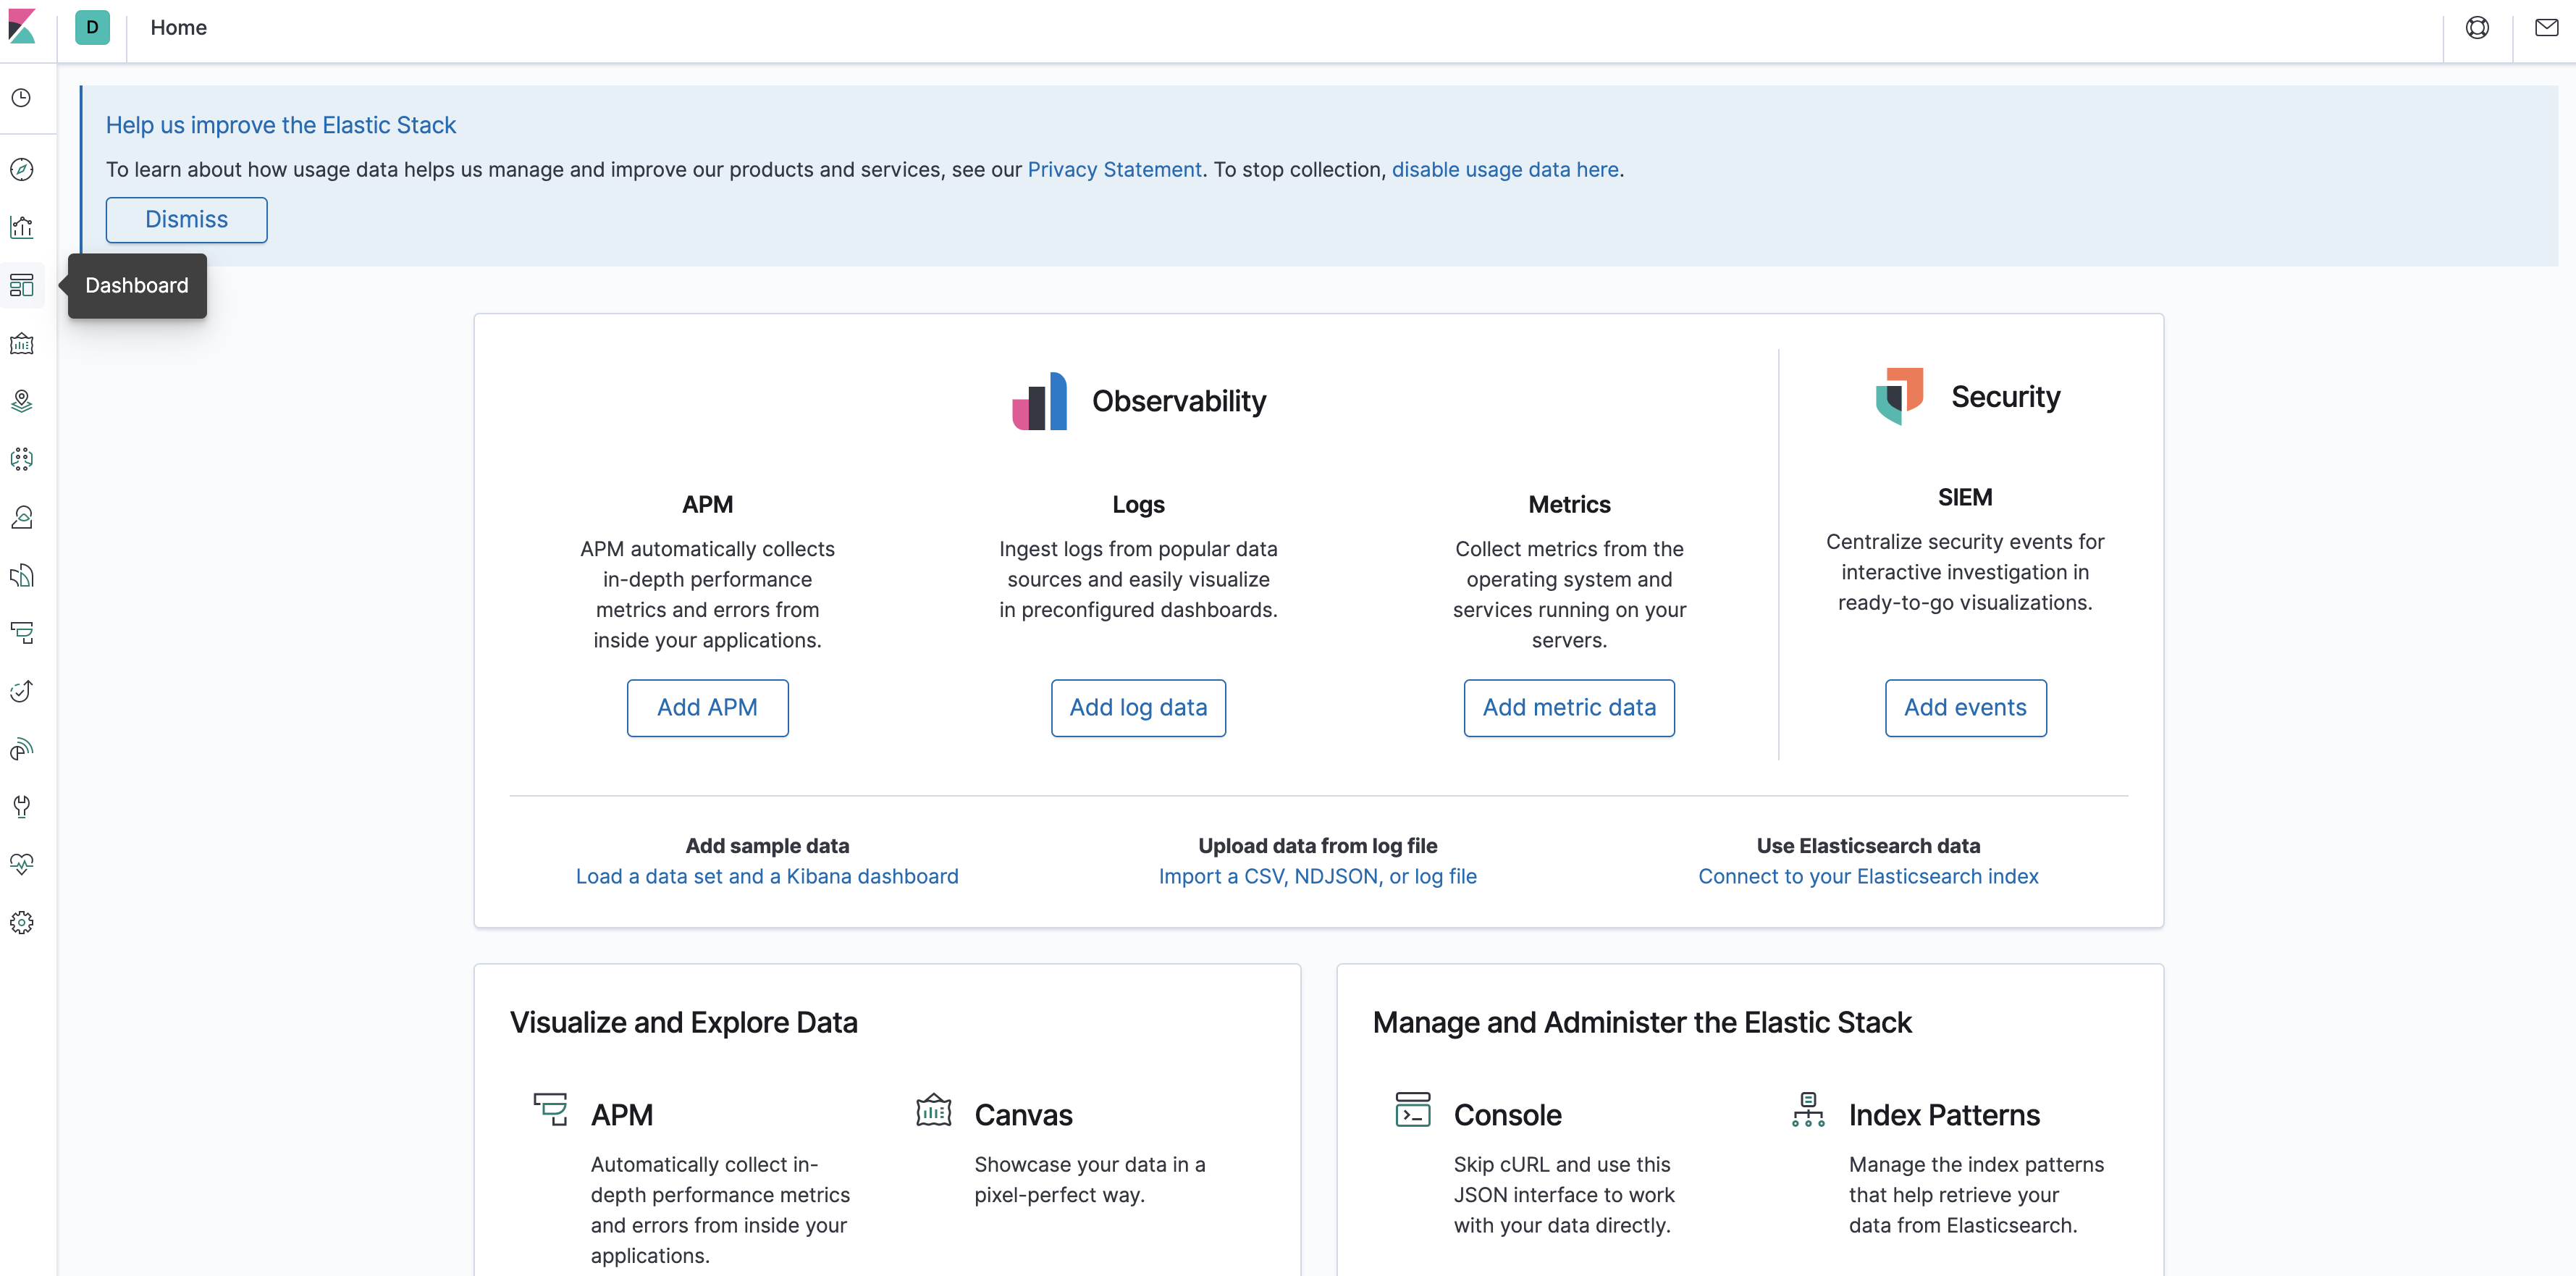 D
Home
Help us improve the Elastic Stack
To learn about how usage data helps us manage and improve our products and services, see our Privacy Statement. To stop collection, disable usage data here.
Dismiss
Dashboard
Observability
Security
APM
APM automatically collects
in-depth performance
metrics and errors from
inside your applications.
Add APM
Logs
Ingest logs from popular data
sources and easily visualize
in preconfigured dashboards.
Add log data
Metrics
Collect metrics from the
operating system and
services running on your
servers.
Add metric data
SIEM
Centralize security events for
interactive investigation in
ready-to-go visualizations.
Add events
Add sample data
Load a data set and a Kibana dashboard
Upload data from log file
Import a CSV, NDJSON, or log file
Use Elasticsearch data
Connect to your Elasticsearch index
Visualize and Explore Data
APM
Automatically collect in-
depth performance metrics
and errors from inside your
applications.
Canvas
Showcase your data in a
pixel-perfect way.
Manage and Administer the Elastic Stack
Console
Skip cURL and use this
JSON interface to work
with your data directly.
Index Patterns
Manage the index patterns
that help retrieve your
data from Elasticsearch.